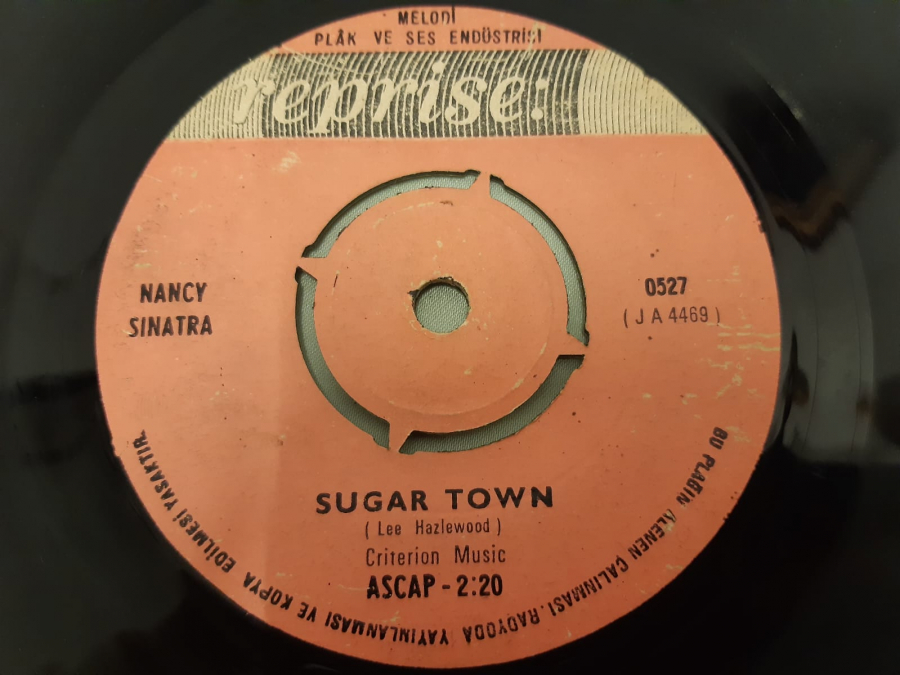 MELODİ
PLÂK VE SES ENDÜSTRİSİ
reprise:
NANCY
SINATRA
0527
( J A 4469 )
SUGAR TOWN
( Lee Hazlewood )
Criterion Music
ASCAP - 2:20
BU PLAĞIN ALENEN ÇALINMASI. RADYODA YAYINLANMASI VE KOPYA EDİLMESİ YASAKTIR.